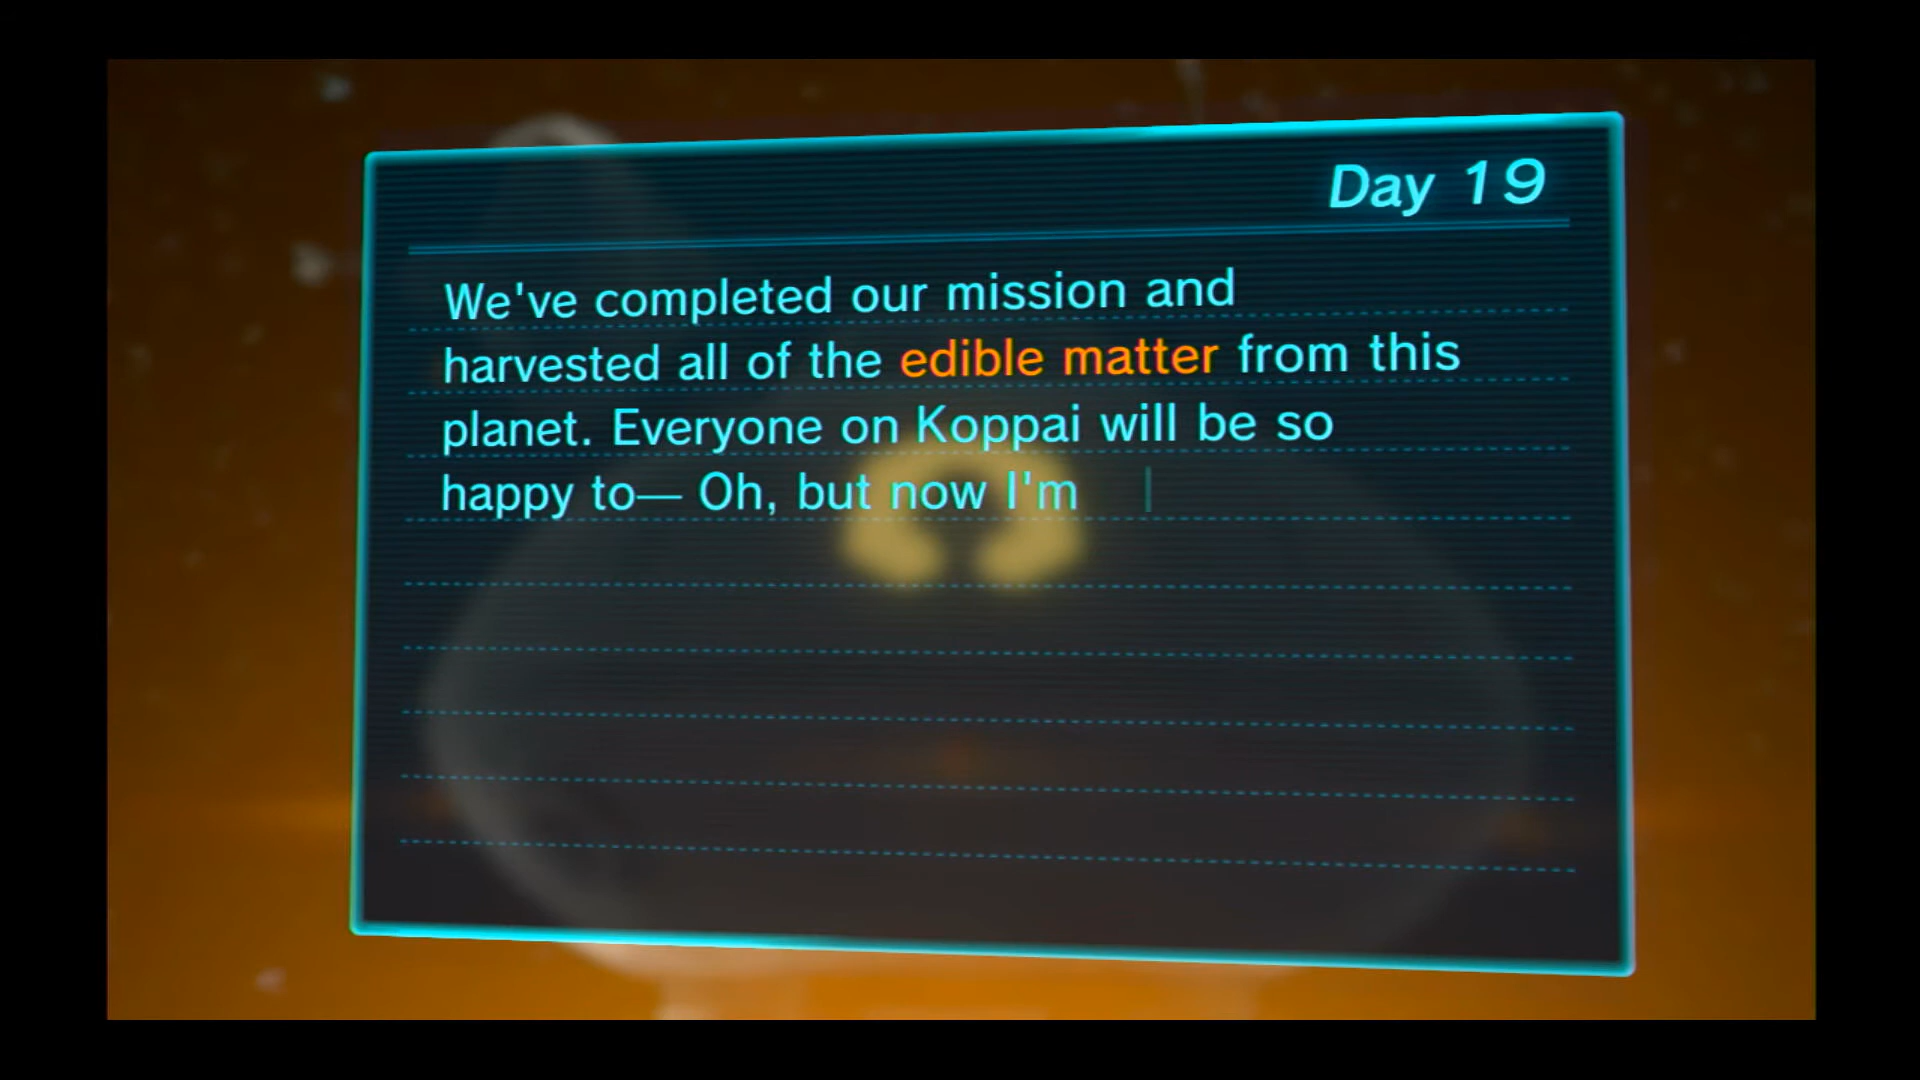 Day 19
We've completed our mission and
harvested all of the edible matter from this
planet. Everyone on Koppai will be so
happy to— Oh, but now I'm